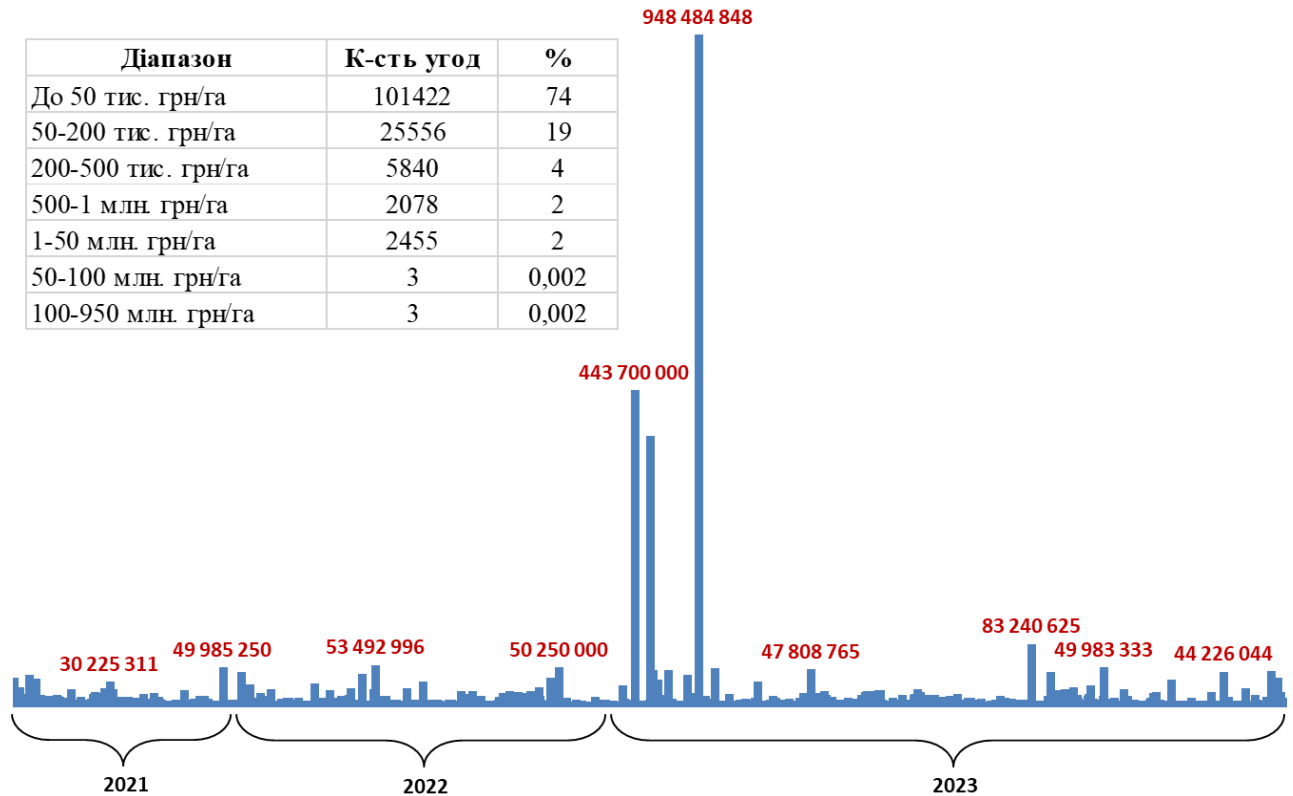 948 484 848
Діапазон К-сть угод %
До 50 тис. грн/га 101422 74
50-200 тис. грн/га 25556 19
200-500 тис. грн/га 5840 4
500-1 млн. грн/га 2078 2
1-50 млн. грн/га 2455 2
50-100 млн. грн/га 3 0,002
100-950 млн. грн/га 3 0,002
443 700 000
30 225 311 49 985 250 53 492 996 50 250 000 47 808 765 83 240 625 49 983 333 44 226 044
2021 2022 2023